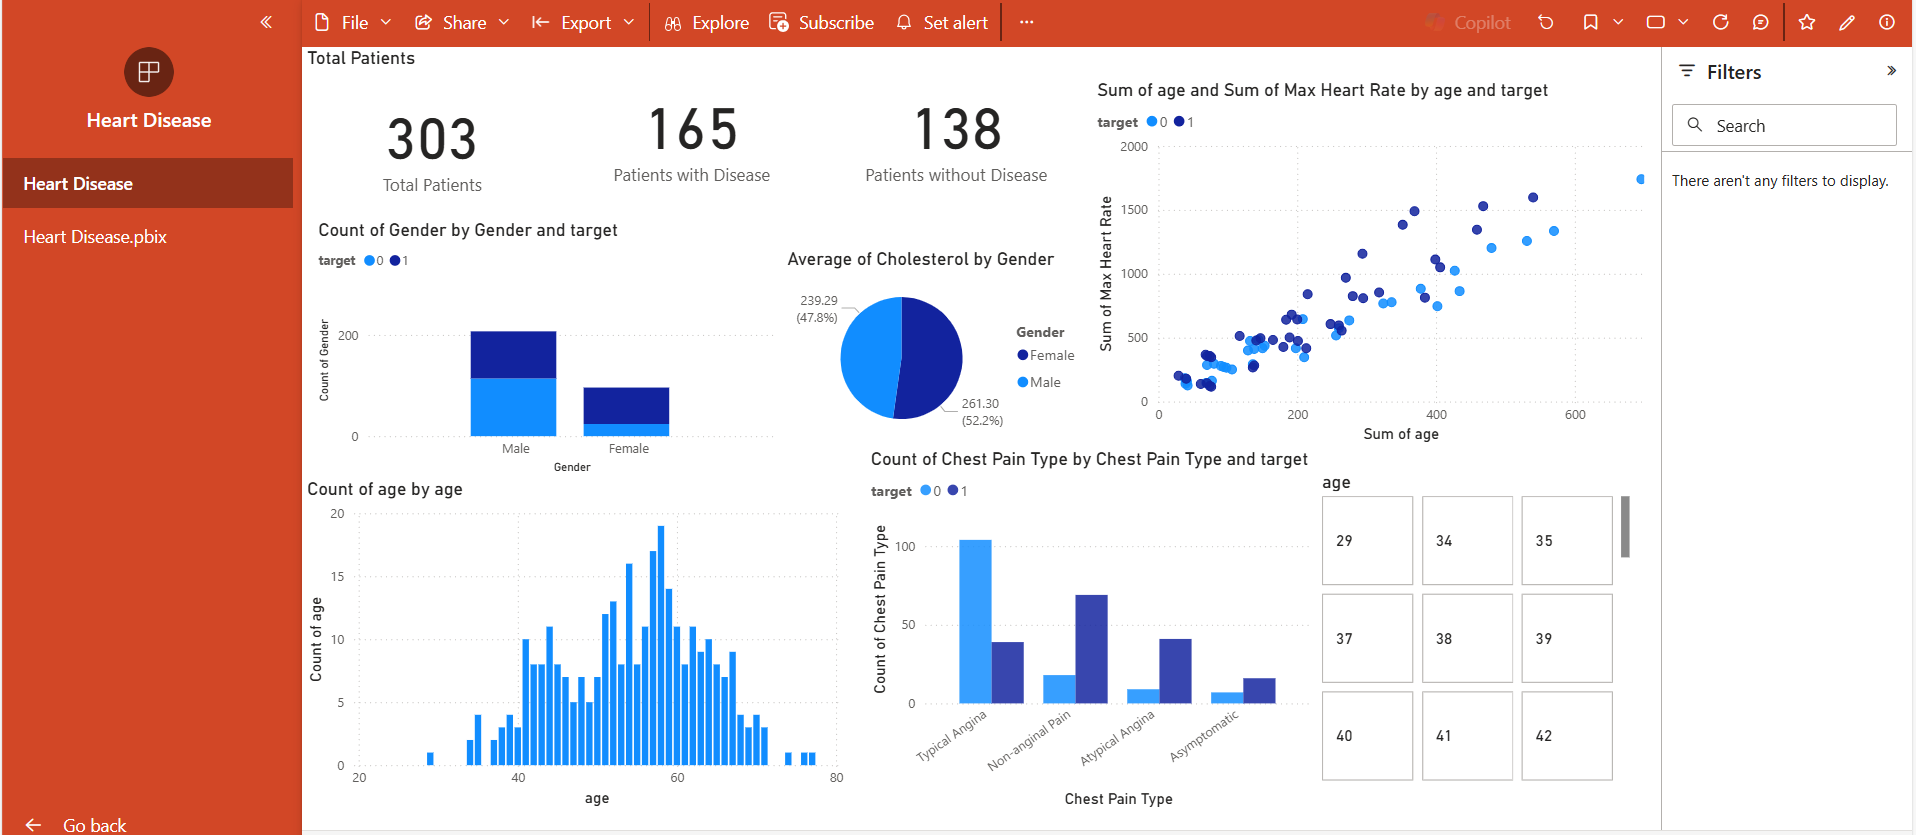 File
Share
Export
Explore
Subscribe
Set alert
Copilot
Heart Disease
Heart Disease
Heart Disease.pbix
Go back
Total Patients
303
Total Patients
165
Patients with Disease
138
Patients without Disease
Sum of age and Sum of Max Heart Rate by age and target
target 0 1
Sum of Max Heart Rate
2000
1500
1000
500
0
0 200 400 600
Sum of age
Count of Gender by Gender and target
target 0 1
Count of Gender
200
0
Male Female
Gender
Average of Cholesterol by Gender
239.29
(47.8%)
261.30
(52.2%)
Gender
Female
Male
Count of age by age
Count of age
20
15
10
5
0
20 40 60 80
age
Count of Chest Pain Type by Chest Pain Type and target
target 0 1
Count of Chest Pain Type
100
50
0
Typical Angina
Non-anginal Pain
Atypical Angina
Asymptomatic
Chest Pain Type
age
29 34 35
37 38 39
40 41 42
Filters
Search
There aren't any filters to display.